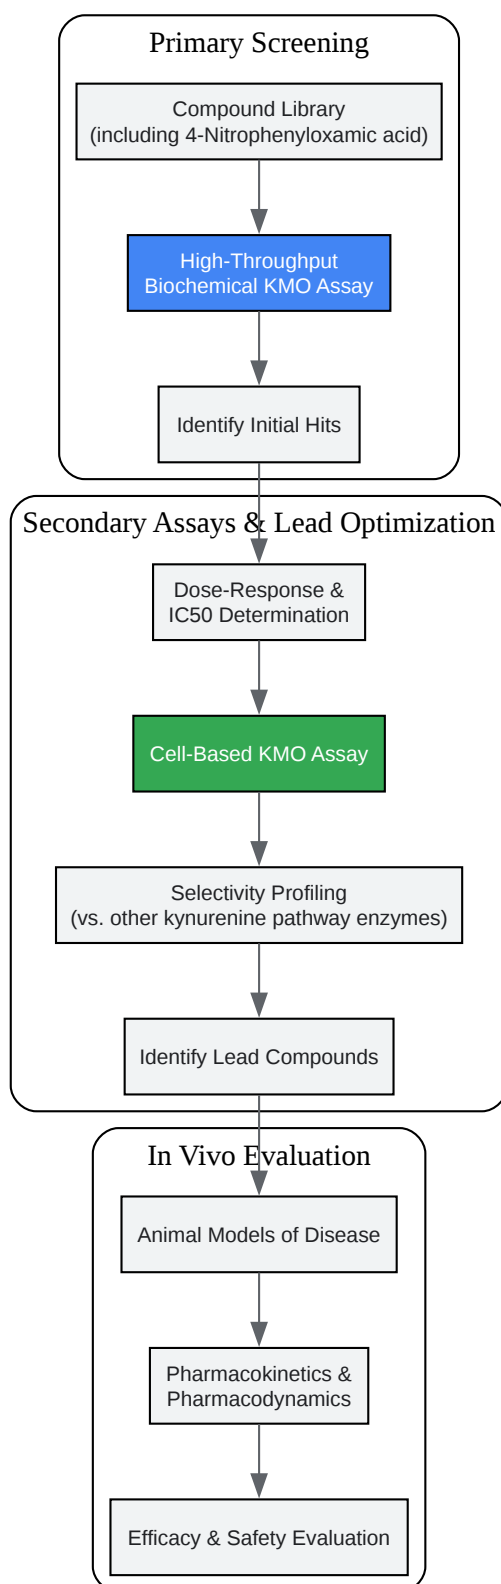 Primary Screening
Compound Library
(including 4-Nitrophenyloxamic acid)
High-Throughput
Biochemical KMO Assay
Identify Initial Hits
Secondary Assays & Lead Optimization
Dose-Response &
IC50 Determination
Cell-Based KMO Assay
Selectivity Profiling
(vs. other kynurenine pathway enzymes)
Identify Lead Compounds
In Vivo Evaluation
Animal Models of Disease
Pharmacokinetics &
Pharmacodynamics
Efficacy & Safety Evaluation